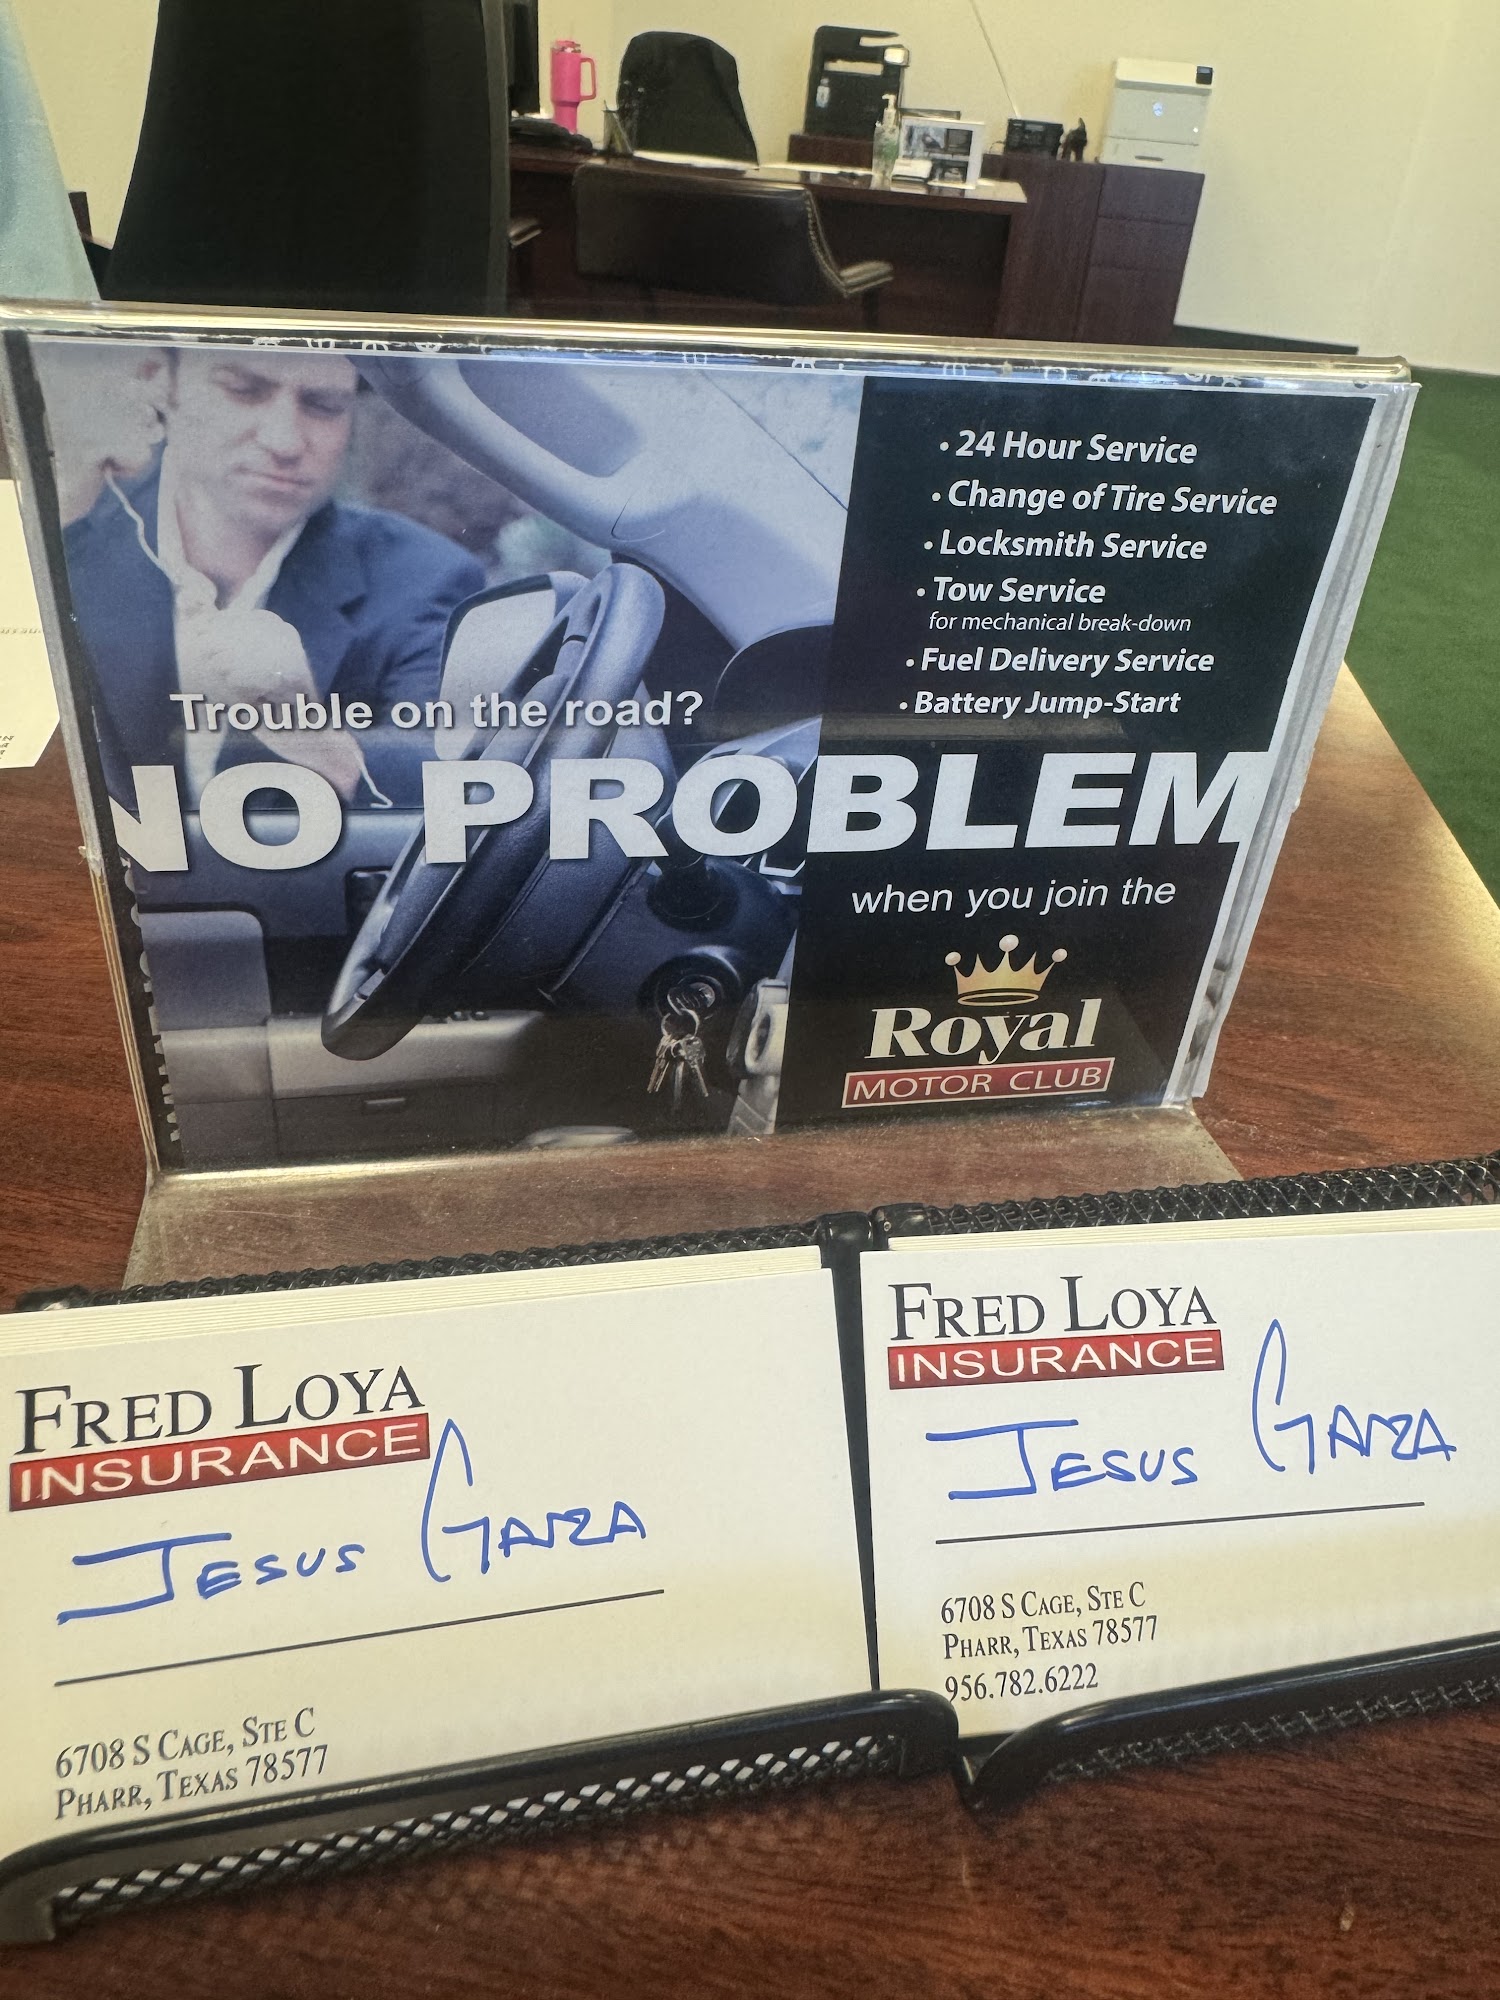 • 24 Hour Service
• Change of Tire Service
• Locksmith Service
• Tow Service
for mechanical break-down
• Fuel Delivery Service
• Battery Jump-Start
Trouble on the road?
NO PROBLEM
when you join the
Royal
MOTOR CLUB
FRED LOYA
INSURANCE
JESUS GARZA
6708 S CAGE, STE C
PHARR, TEXAS 78577
FRED LOYA
INSURANCE
JESUS GARZA
6708 S CAGE, STE C
PHARR, TEXAS 78577
956.782.6222